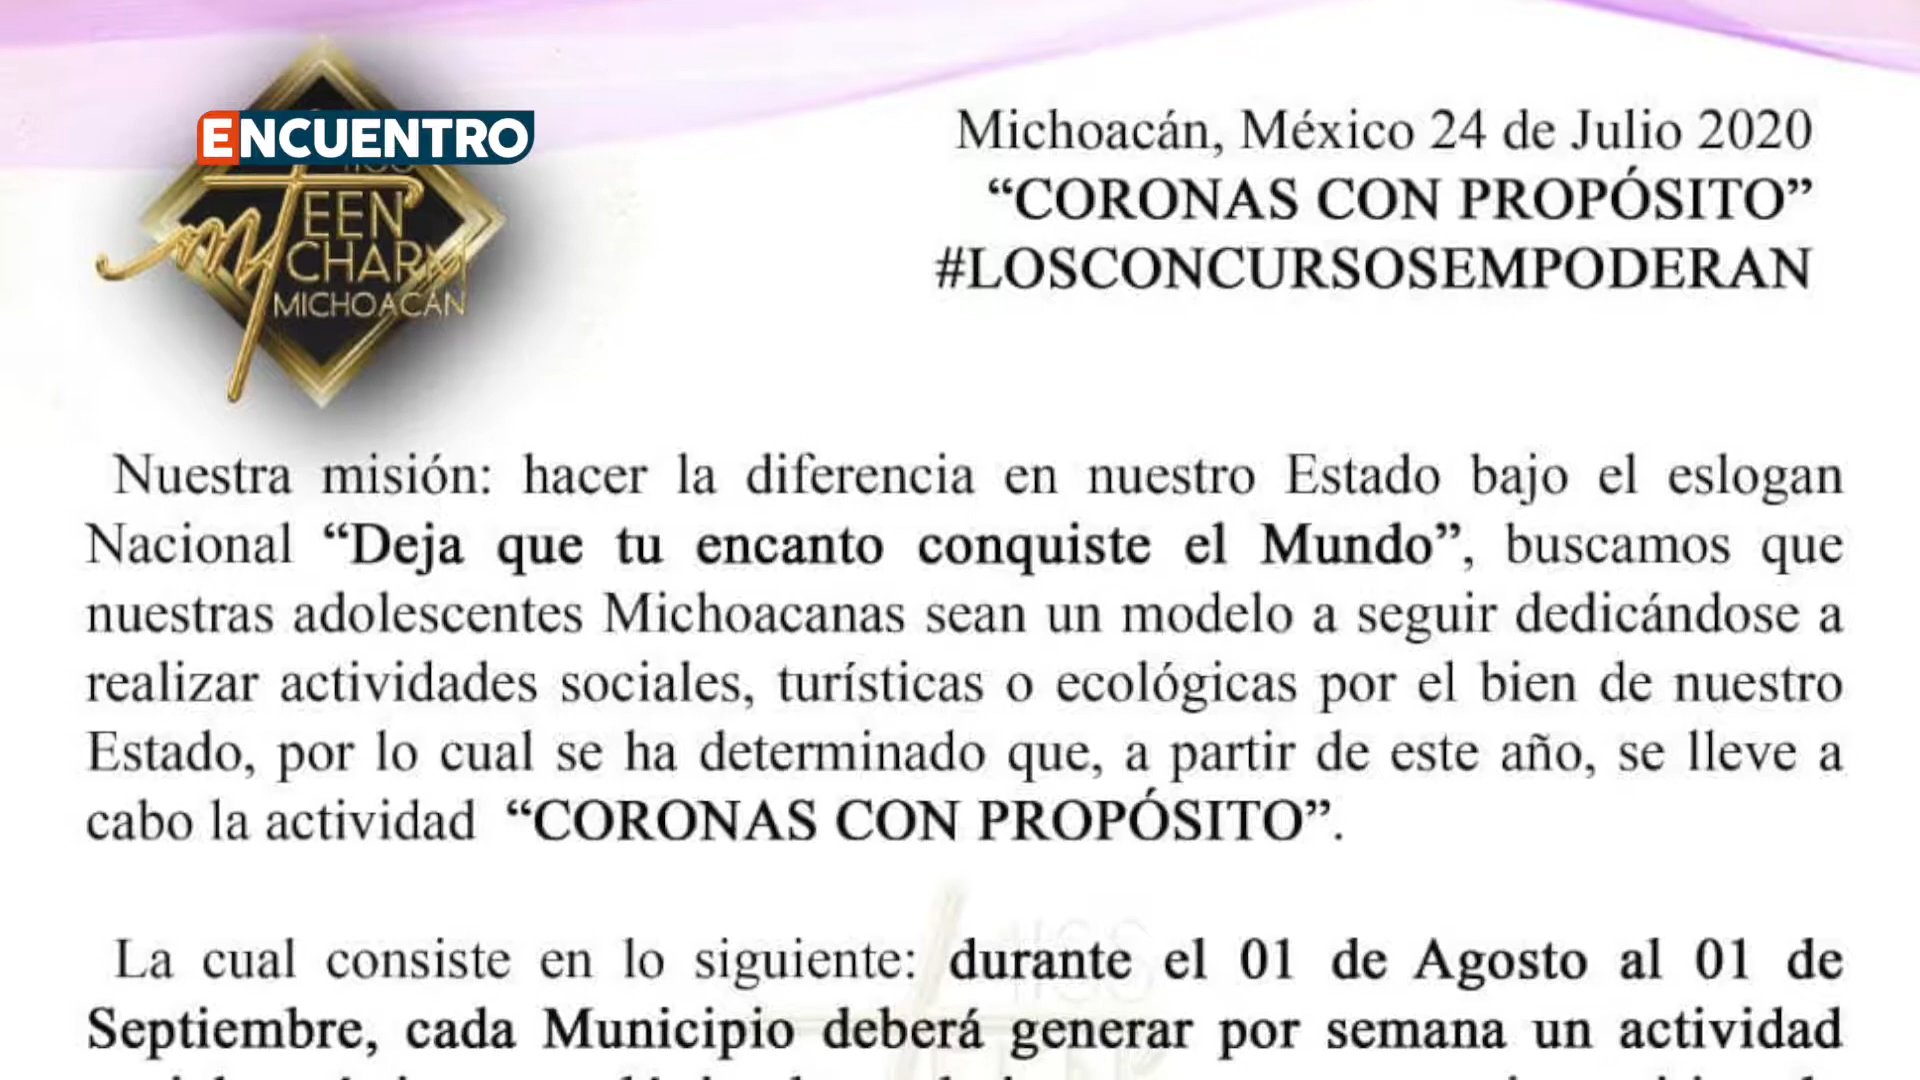 ENCUENTRO
TEEN
CHARM
MICHOACÁN
Michoacán, México 24 de Julio 2020
“CORONAS CON PROPÓSITO”
#LOSCONCURSOSEMPODERAN
Nuestra misión: hacer la diferencia en nuestro Estado bajo el eslogan
Nacional “Deja que tu encanto conquiste el Mundo”, buscamos que
nuestras adolescentes Michoacanas sean un modelo a seguir dedicándose a
realizar actividades sociales, turísticas o ecológicas por el bien de nuestro
Estado, por lo cual se ha determinado que, a partir de este año, se lleve a
cabo la actividad “CORONAS CON PROPÓSITO”.
La cual consiste en lo siguiente: durante el 01 de Agosto al 01 de
Septiembre, cada Municipio deberá generar por semana un actividad